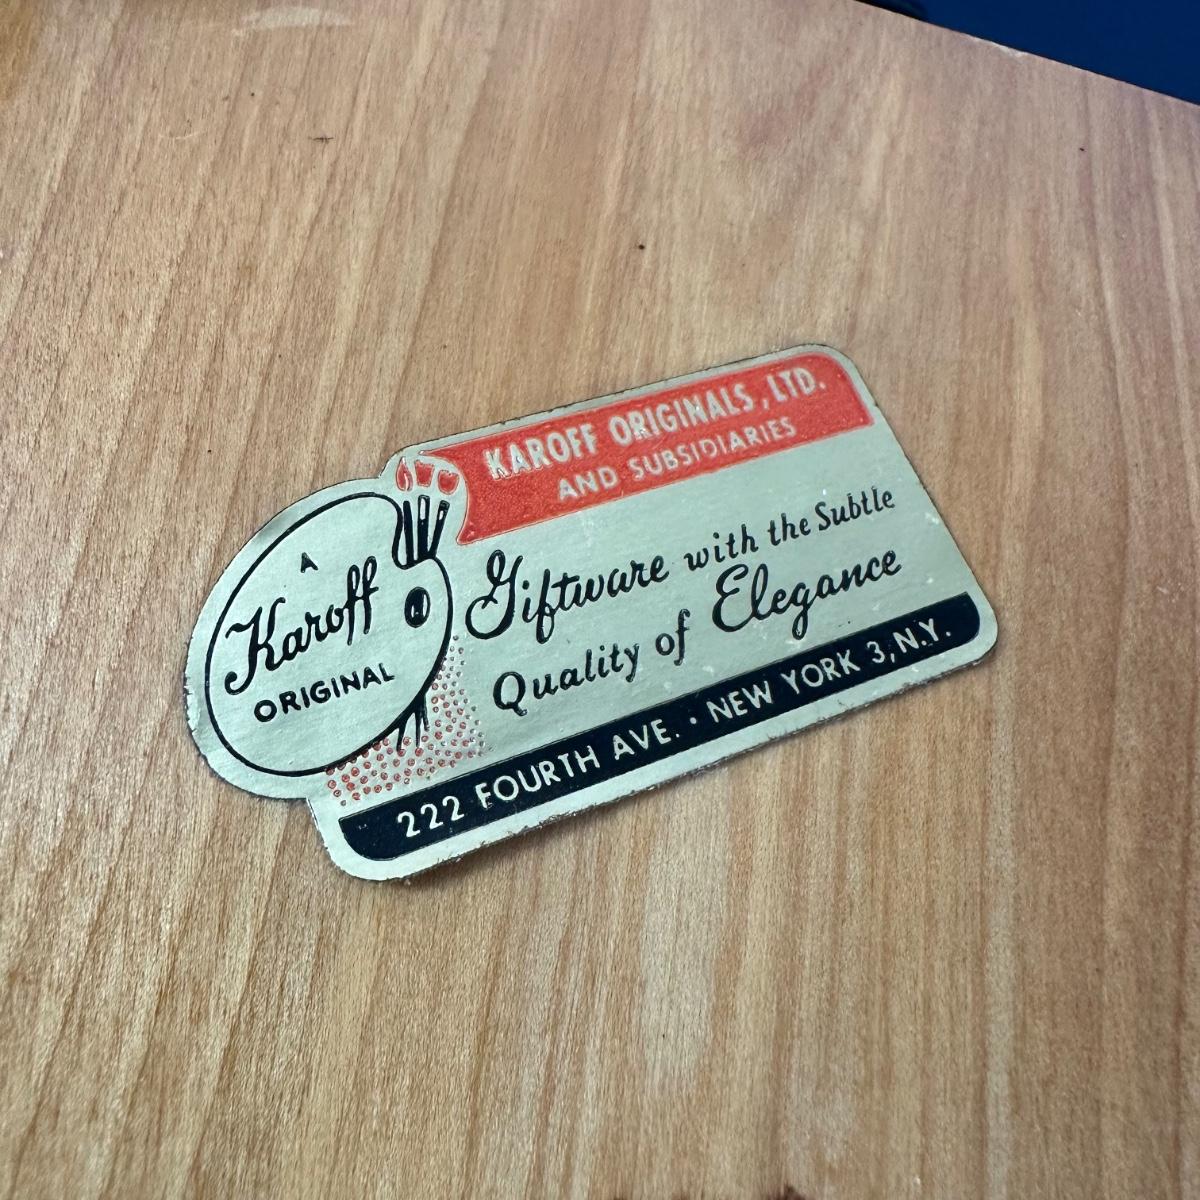 A
Karoff
ORIGINAL
KAROFF ORIGINALS, LTD.
AND SUBSIDIARIES
Giftware with the Subtle
Quality of Elegance
222 FOURTH AVE. • NEW YORK 3, N.Y.